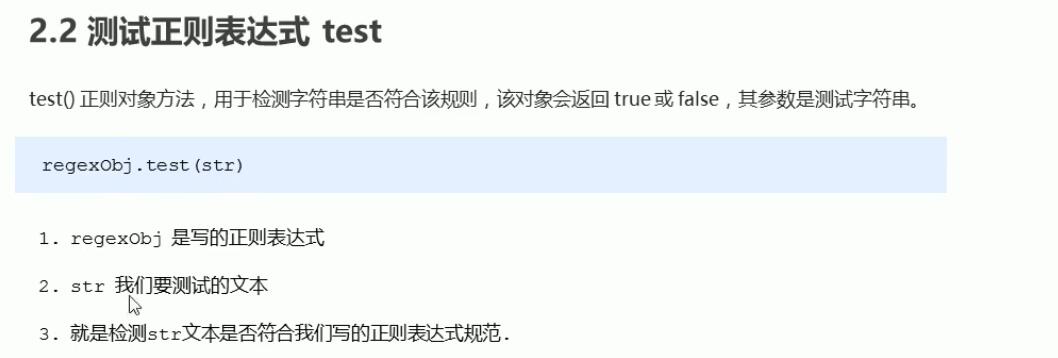 2.2 测试正则表达式 test
test() 正则对象方法，用于检测字符串是否符合该规则，该对象会返回 true 或 false，其参数是测试字符串。
regexObj.test(str)
1. regexObj 是写的正则表达式
2. str 我们要测试的文本
3. 就是检测str文本是否符合我们写的正则表达式规范.